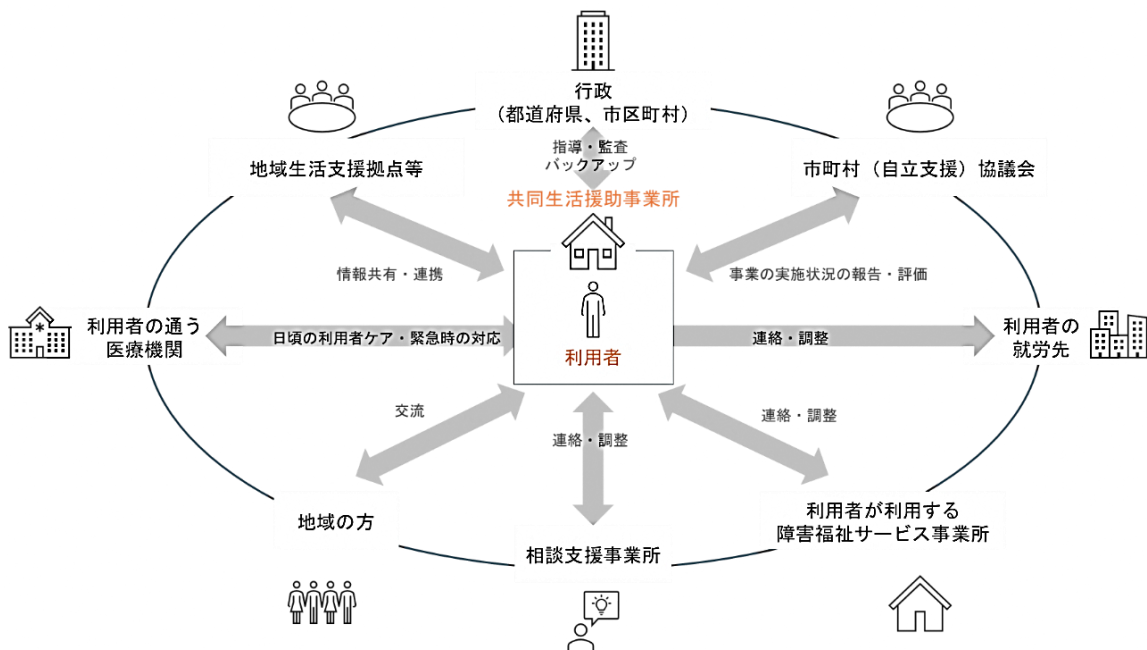 行政
（都道府県、市区町村）
指導・監査
バックアップ
地域生活支援拠点等
市町村（自立支援）協議会
共同生活援助事業所
情報共有・連携
事業の実施状況の報告・評価
利用者の通う
医療機関
日頃の利用者ケア・緊急時の対応
利用者
連絡・調整
利用者の
就労先
交流
連絡・調整
連絡・調整
地域の方
相談支援事業所
利用者が利用する
障害福祉サービス事業所